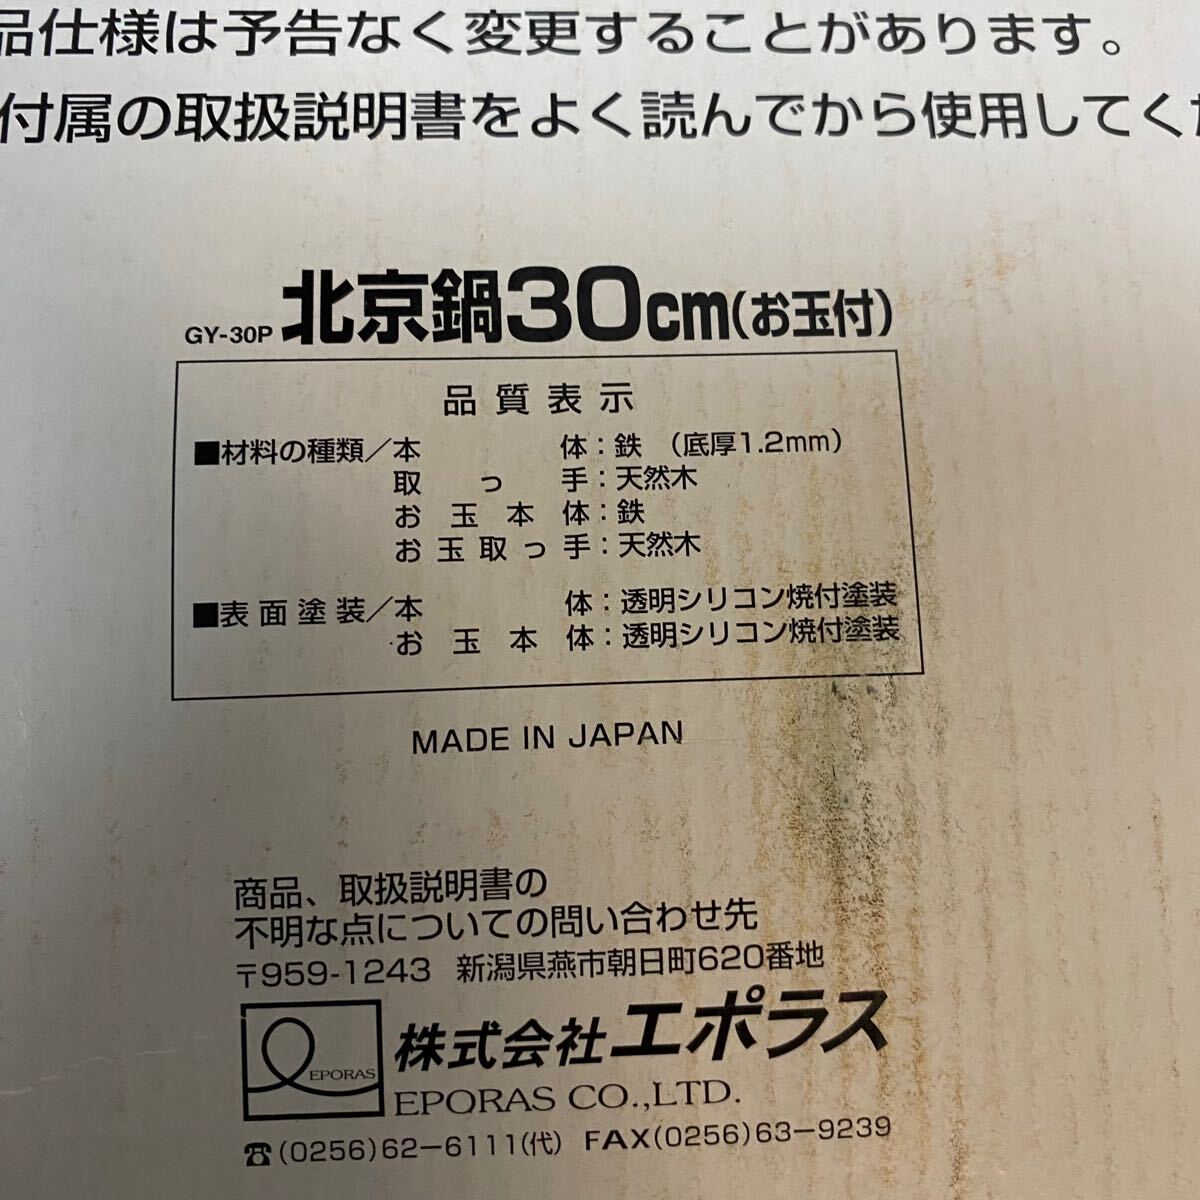 品仕様は予告なく変更することがあります。
付属の取扱説明書をよく読んでから使用してくだ
GY-30P 北京鍋30cm(お玉付)
品質表示
■材料の種類/本体:鉄 (底厚1.2mm)
取っ手:天然木
お玉本体:鉄
お玉取っ手:天然木
■表面塗装/本体:透明シリコン焼付塗装
お玉本体:透明シリコン焼付塗装
MADE IN JAPAN
商品、取扱説明書の
不明な点についての問い合わせ先
〒959-1243 新潟県燕市朝日町620番地
EPORAS
株式会社エポラス
EPORAS CO.,LTD.
☎(0256)62-6111(代) FAX(0256)63-9239